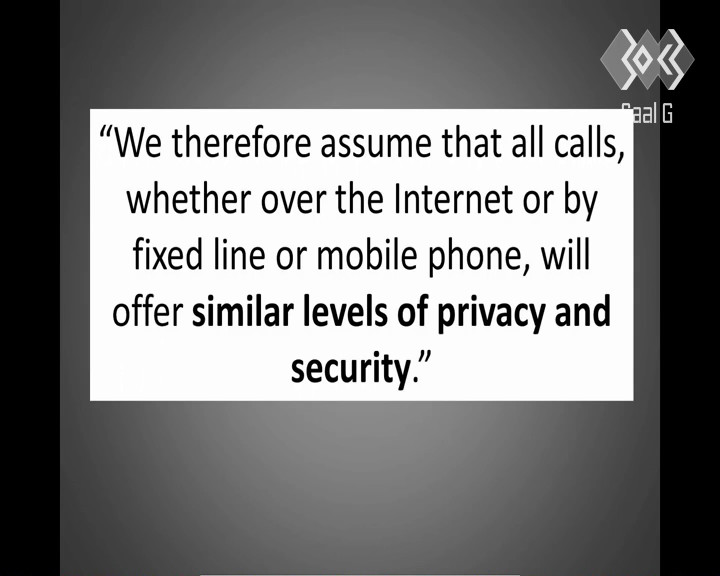 Saal G
“We therefore assume that all calls,
whether over the Internet or by
fixed line or mobile phone, will
offer similar levels of privacy and
security.”